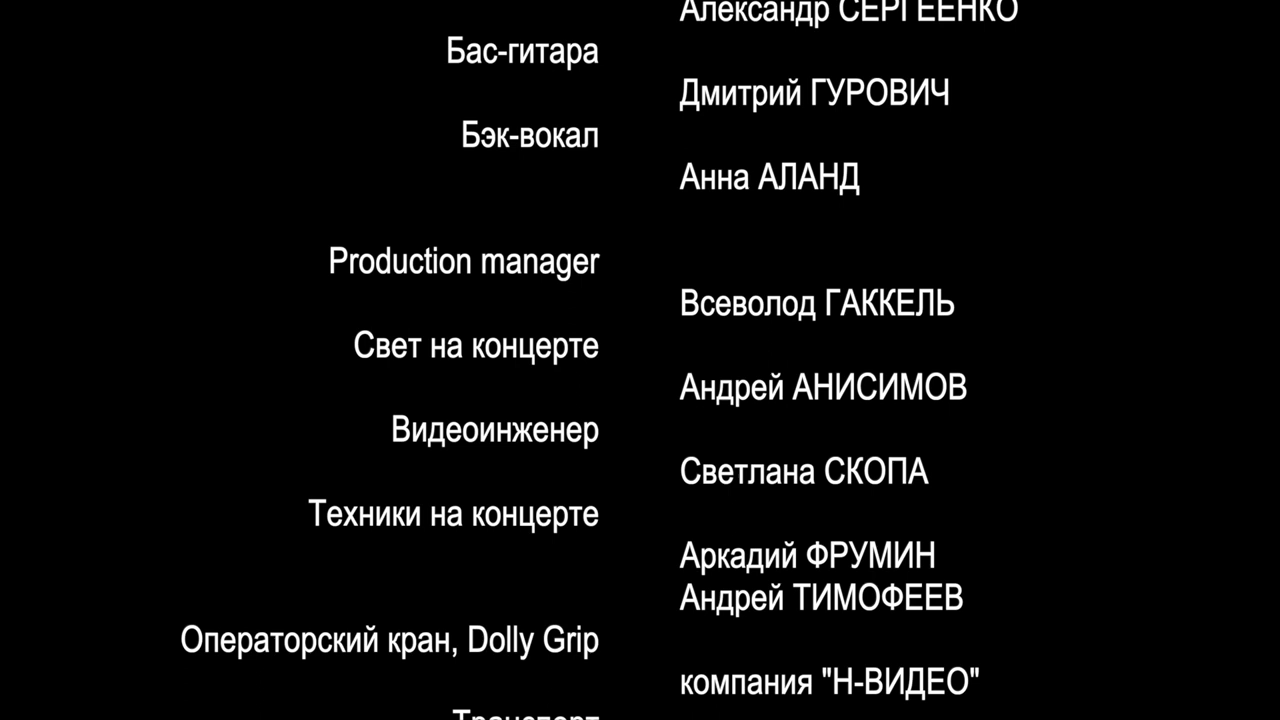 Александр СЕРГЕЕНКО
Бас-гитара
Дмитрий ГУРОВИЧ
Бэк-вокал
Анна АЛАНД
Production manager
Всеволод ГАККЕЛЬ
Свет на концерте
Андрей АНИСИМОВ
Видеоинженер
Светлана СКОПА
Техники на концерте
Аркадий ФРУМИН
Андрей ТИМОФЕЕВ
Операторский кран, Dolly Grip
компания "Н-ВИДЕО"
Транспорт